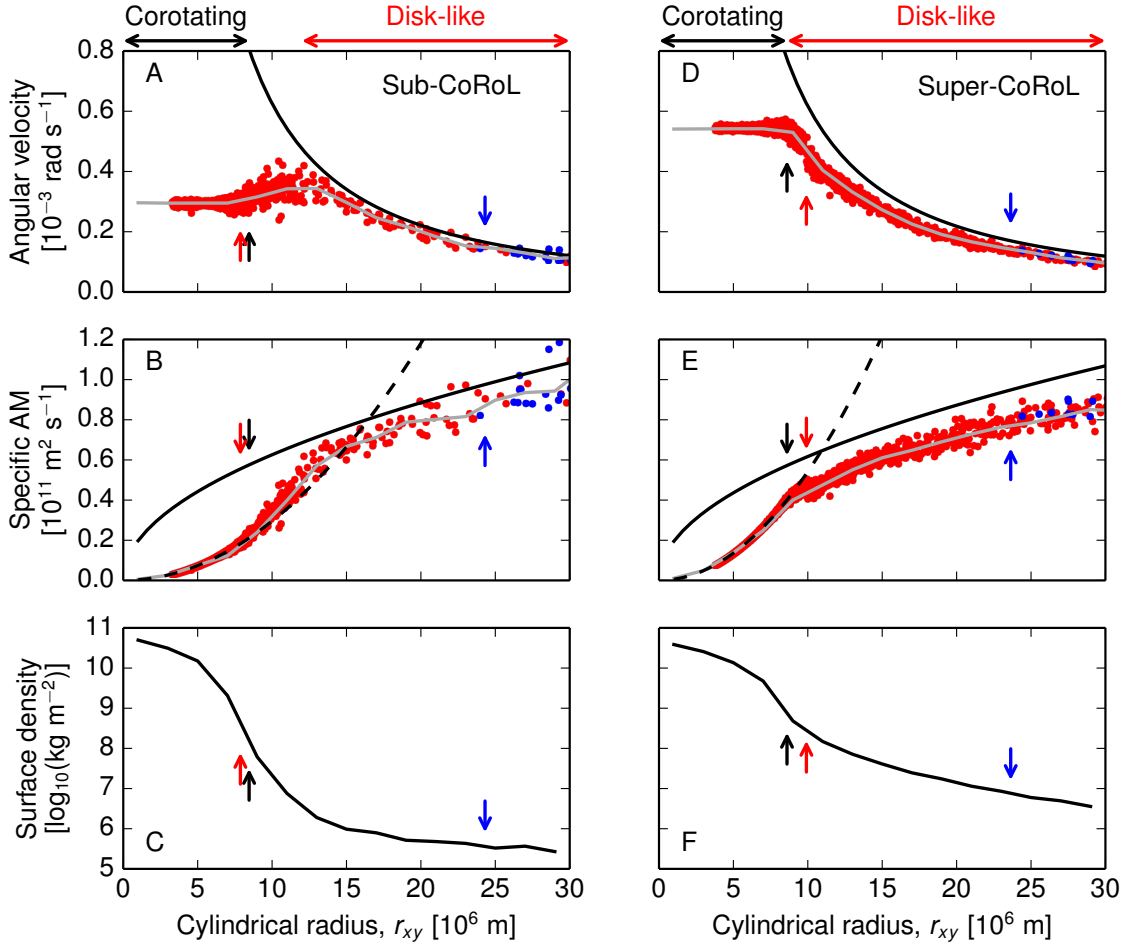 Corotating Disk-like Corotating Disk-like
0.8
0.6
0.4
0.2
0.0
Angular velocity
[10⁻³ rad s⁻¹]
A
Sub-CoRoL
D
Super-CoRoL
1.2
1.0
0.8
0.6
0.4
0.2
0.0
Specific AM
[10¹¹ m² s⁻¹]
B
E
11
10
9
8
7
6
5
Surface density
[log₁₀(kg m⁻²)]
C
F
0 5 10 15 20 25 30
0 5 10 15 20 25 30
Cylindrical radius, r_xy [10⁶ m]
Cylindrical radius, r_xy [10⁶ m]